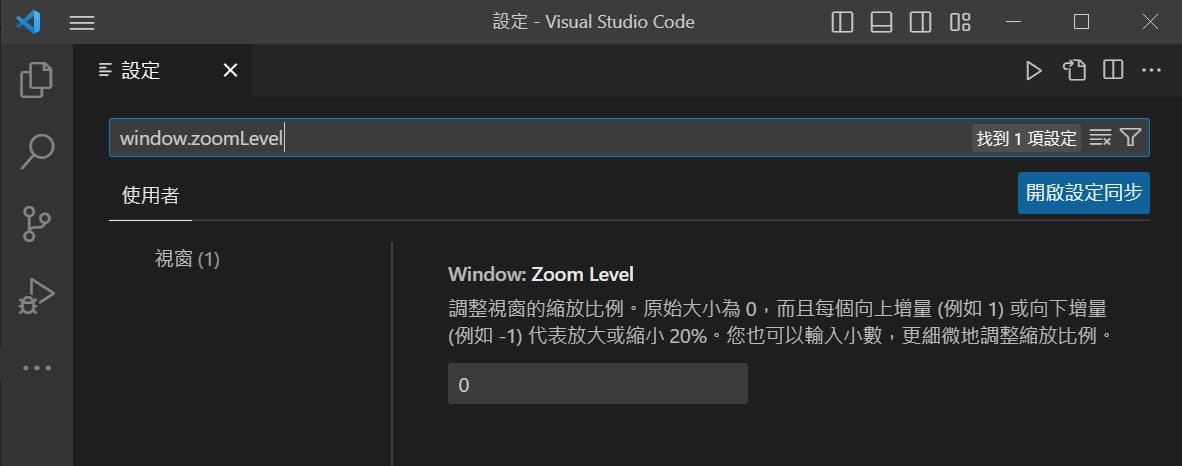 設定 - Visual Studio Code
設定
window.zoomLevel
找到 1 項設定
使用者
開啟設定同步
視窗 (1)
Window: Zoom Level
調整視窗的縮放比例。原始大小為 0，而且每個向上增量 (例如 1) 或向下增量
(例如 -1) 代表放大或縮小 20%。您也可以輸入小數，更細微地調整縮放比例。
0